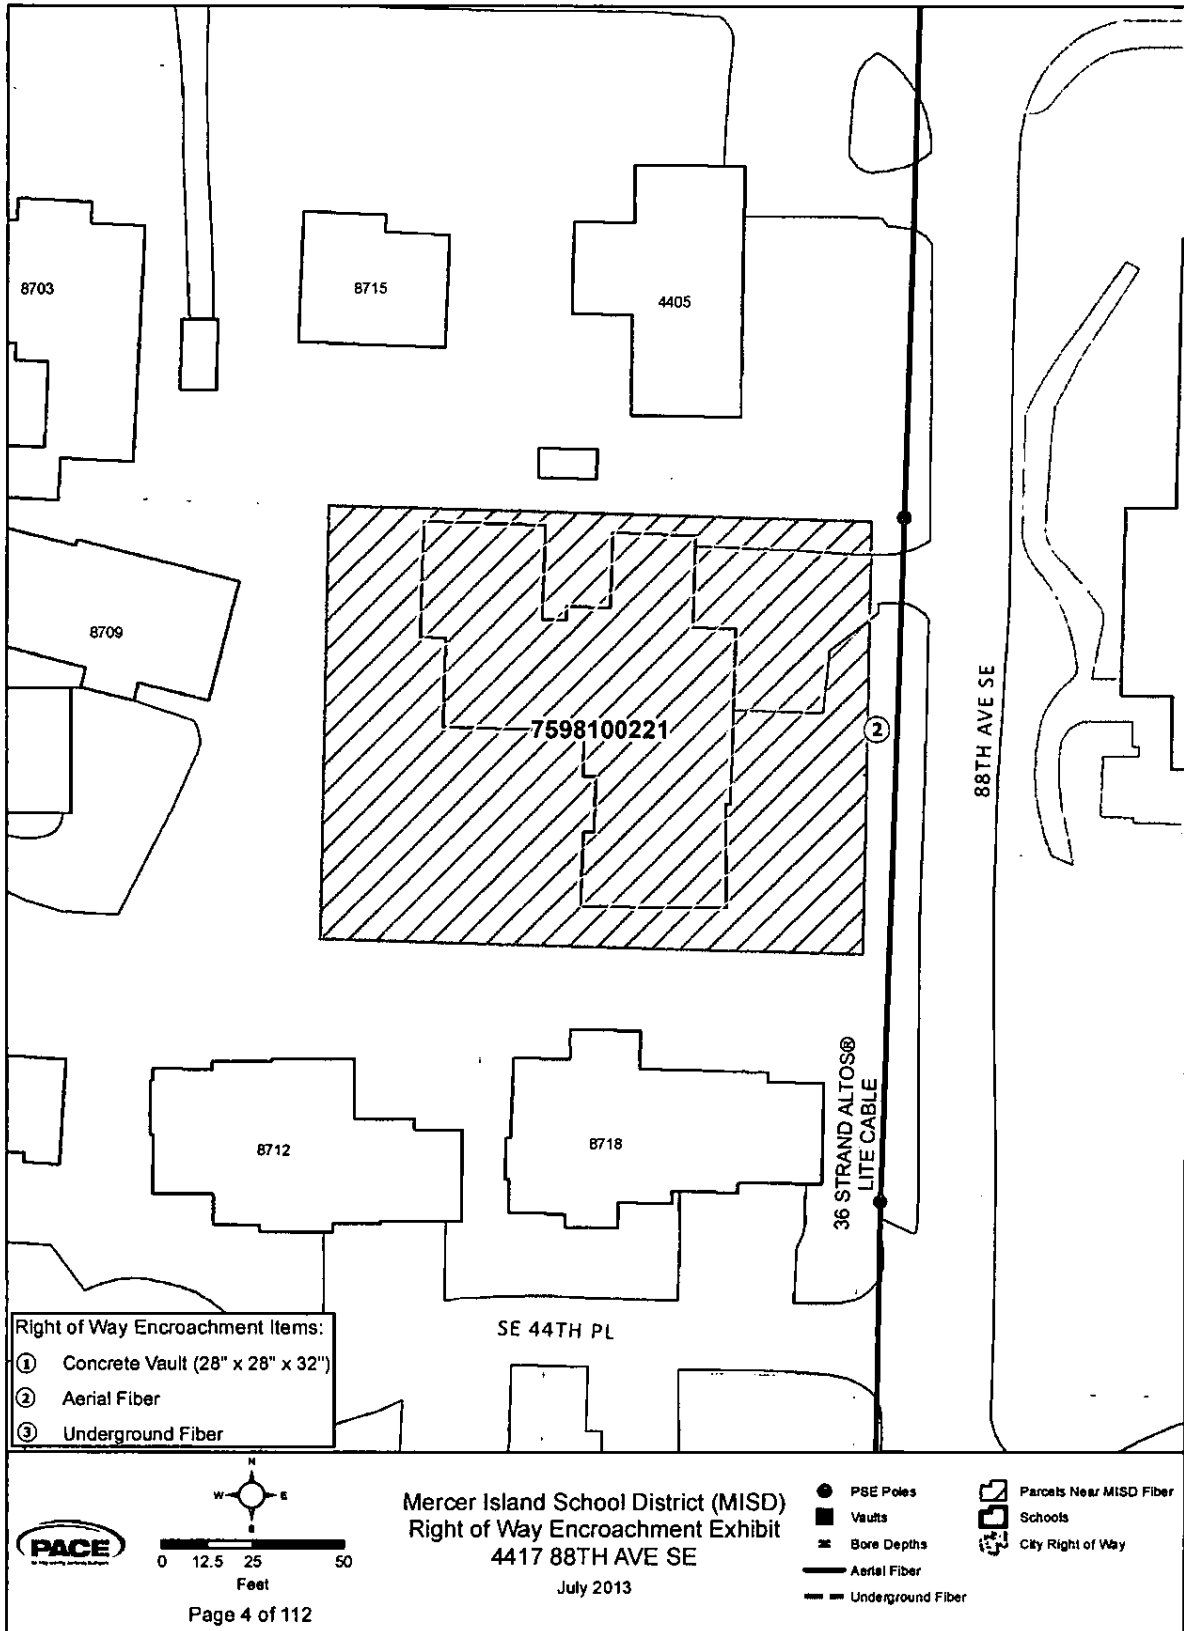 8703
8715
4405
8709
7598100221
②
88TH AVE SE
36 STRAND ALTOS®
LITE CABLE
8712
8718
SE 44TH PL
Right of Way Encroachment Items:
① Concrete Vault (28" x 28" x 32")
② Aerial Fiber
③ Underground Fiber
N
W E
S
PACE
0 12.5 25 50
Feet
Page 4 of 112
Mercer Island School District (MISD)
Right of Way Encroachment Exhibit
4417 88TH AVE SE
July 2013
PSE Poles
Vaults
Bore Depths
Aerial Fiber
Underground Fiber
Parcels Near MISD Fiber
Schools
City Right of Way